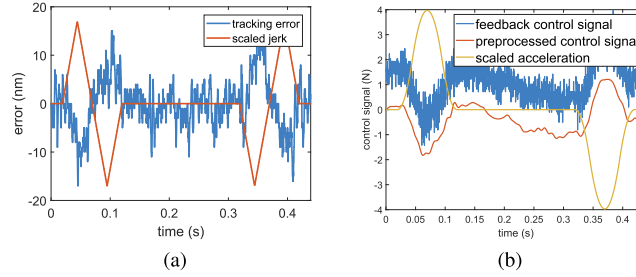 (a)
20
10
0
-10
-20
error (nm)
0
0.1
0.2
0.3
0.4
time (s)
tracking error
scaled jerk
(a)
4
3
2
1
0
-1
-2
-3
-4
control signal (N)
0
0.05
0.1
0.15
0.2
0.25
0.3
0.35
0.4
time (s)
feedback control signal
preprocessed control signal
scaled acceleration
(b)
(b)